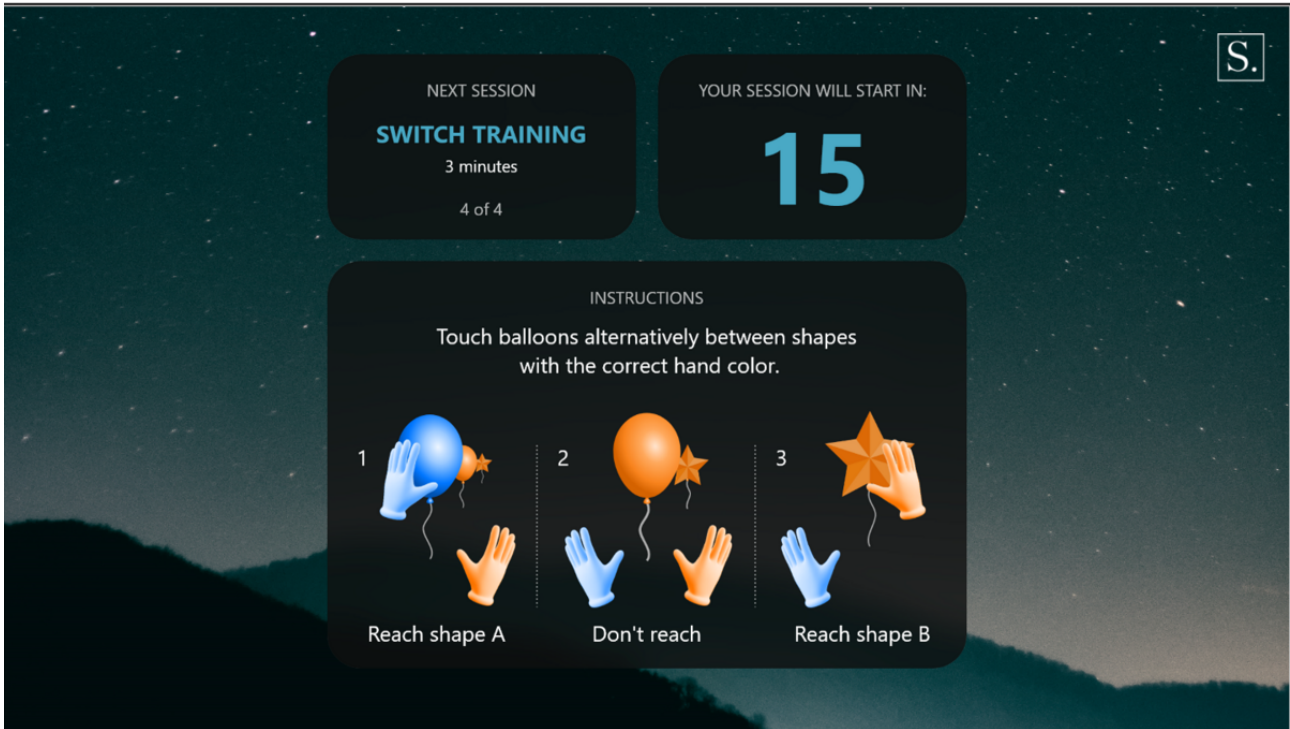 S.
NEXT SESSION
SWITCH TRAINING
3 minutes
4 of 4
YOUR SESSION WILL START IN:
15
INSTRUCTIONS
Touch balloons alternatively between shapes
with the correct hand color.
1
2
3
Reach shape A
Don't reach
Reach shape B